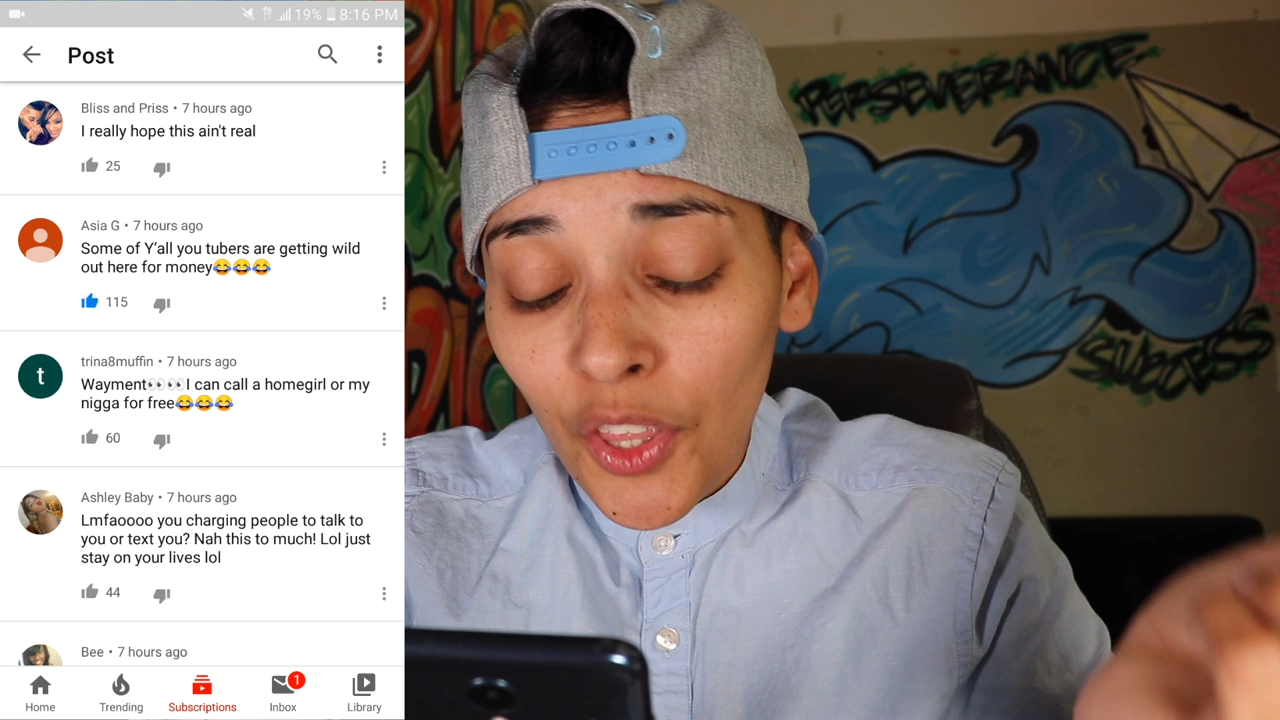 19% 8:16 PM
Post
Bliss and Priss • 7 hours ago
I really hope this ain't real
25
Asia G • 7 hours ago
Some of Y'all you tubers are getting wild
out here for money😂😂😂
115
t
trina8muffin • 7 hours ago
Wayment👀👀I can call a homegirl or my
nigga for free😂😂😂
60
Ashley Baby • 7 hours ago
Lmfaoooo you charging people to talk to
you or text you? Nah this to much! Lol just
stay on your lives lol
44
Bee • 7 hours ago
1
Home Trending Subscriptions Inbox Library
PERSEVERANCE
SUCCESS